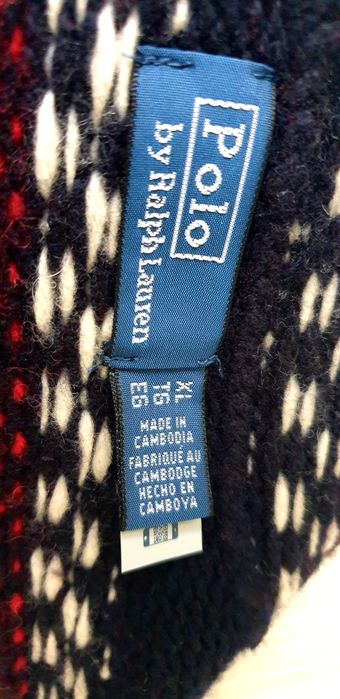 Polo
by Ralph Lauren
XL
TG
EG
MADE IN
CAMBODIA
FABRIQUÉ AU
CAMBODGE
HECHO EN
CAMBOYA